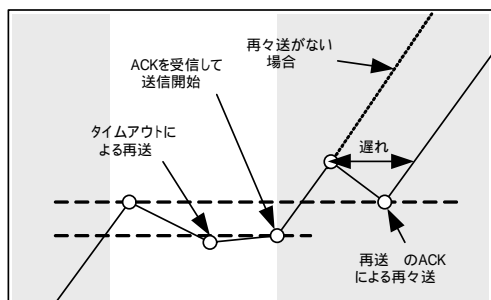 再々送がない
場合
ACKを受信して
送信開始
タイムアウトに
よる再送
遅れ
再送 のACK
による再々送